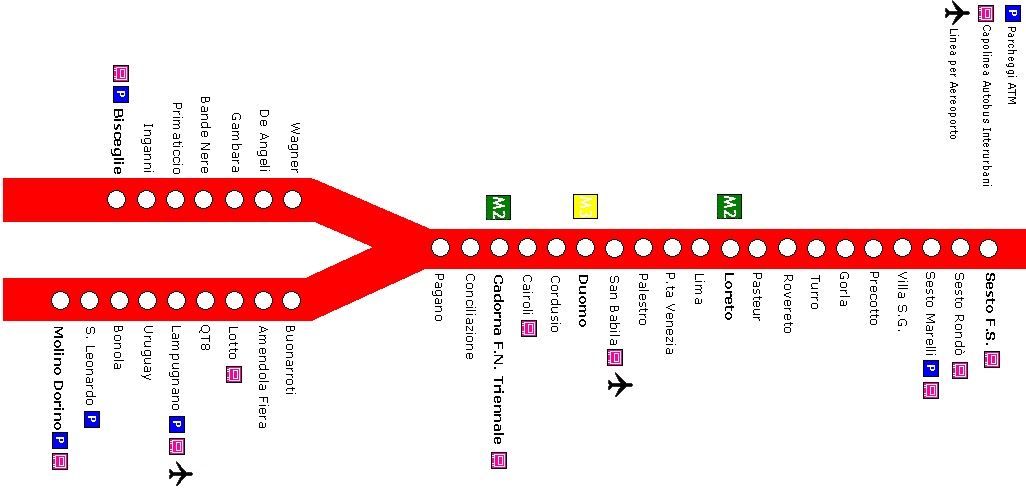 P Parcheggi ATM
Capolinea Autobus Interurbani
Linea per Aereoporto
P Bisceglie
Inganni
Primaticcio
Bande Nere
Gambara
De Angeli
Wagner
M2
M3
M2
Pagano
Conciliazione
Cadorna F.N. Triennale
Cairoli
Cordusio
Duomo
San Babila
Palestro
P.ta Venezia
Lima
Loreto
Pasteur
Rovereto
Turro
Gorla
Precotto
Villa S.G.
Sesto Marelli P
Sesto Rondò
Sesto F.S.
Molino Dorino P
S. Leonardo P
Bonola
Uruguay
Lampugnano P
QT8
Lotto
Amendola Fiera
Buonarroti